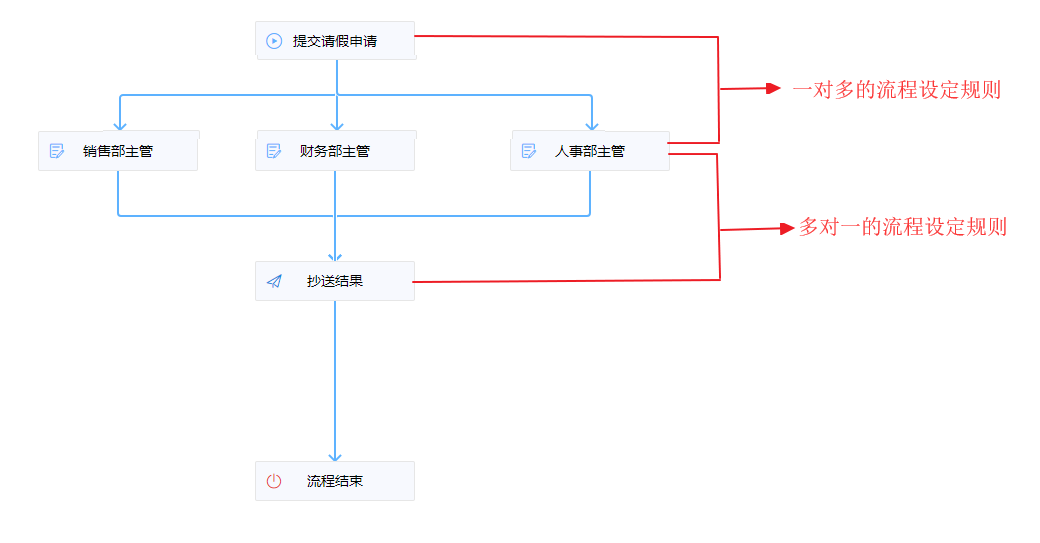 提交请假申请
一对多的流程设定规则
销售部主管
财务部主管
人事部主管
多对一的流程设定规则
抄送结果
流程结束